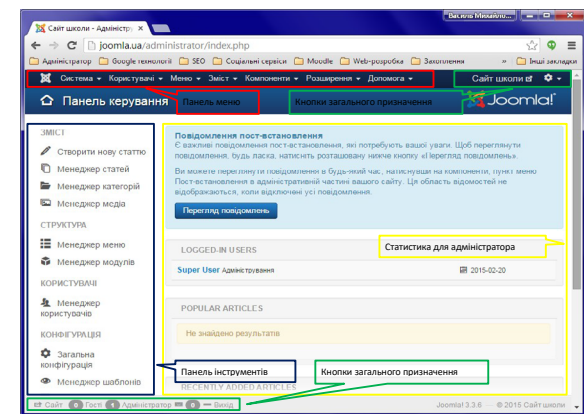 Василь Михайло...
Сайт школи - Адміністру ×
joomla.ua/administrator/index.php
Адміністратор Google технології SEO Соціальні сервіси Moodle Web-розробка Захоплення » Інші закладки
Система Користувачі Меню Зміст Компоненти Розширення Допомога Сайт школи
Панель керування Панель меню Кнопки загального призначення Joomla!
ЗМІСТ
Створити нову статтю
Менеджер статей
Менеджер категорій
Менеджер медіа
СТРУКТУРА
Менеджер меню
Менеджер модулів
КОРИСТУВАЧІ
Менеджер
користувачів
КОНФІГУРАЦІЯ
Загальна
конфігурація
Менеджер шаблонів
Повідомлення пост-встановлення
Є важливі повідомлення пост-встановлення, які потребують вашої уваги. Щоб переглянути
повідомлення, будь ласка, натисніть розташовану нижче кнопку «Перегляд повідомлень».
Ви можете переглянути повідомлення в будь-який час, натиснувши на компоненти, пункт меню
Пост-встановлення в адміністративній частині вашого сайту. Ця область відомостей не
відображаються, коли відключені усі повідомлення.
Перегляд повідомлень
LOGGED-IN USERS
Статистика для адміністратора
Super User Адміністрування 2015-02-20
POPULAR ARTICLES
Не знайдено результатів
Панель інструментів
Кнопки загального призначення
RECENTLY ADDED ARTICLES
Сайт 0 Гості 1 Адміністратор 0 Вихід Joomla! 3.3.6 — © 2015 Сайт школи